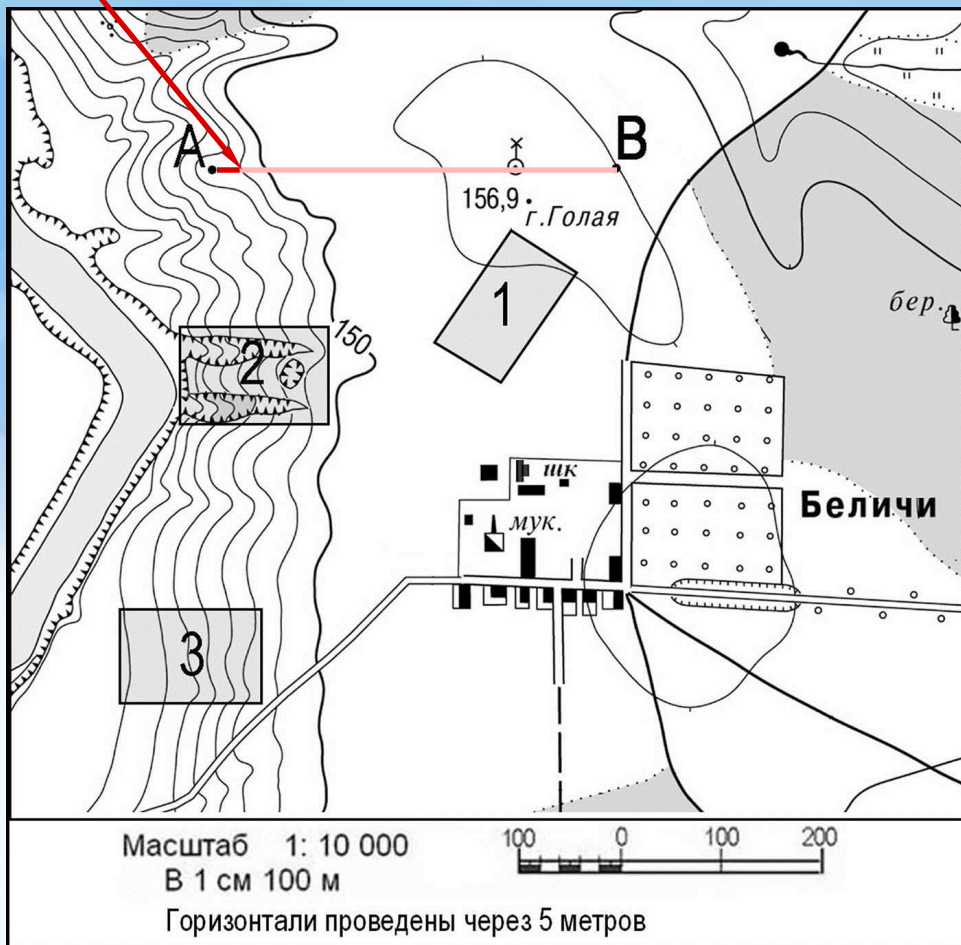 А
В
156,9
г.Голая
1
бер.
150
2
шк
Беличи
мук.
3
Масштаб 1: 10 000
100 0 100 200
В 1 см 100 м
Горизонтали проведены через 5 метров